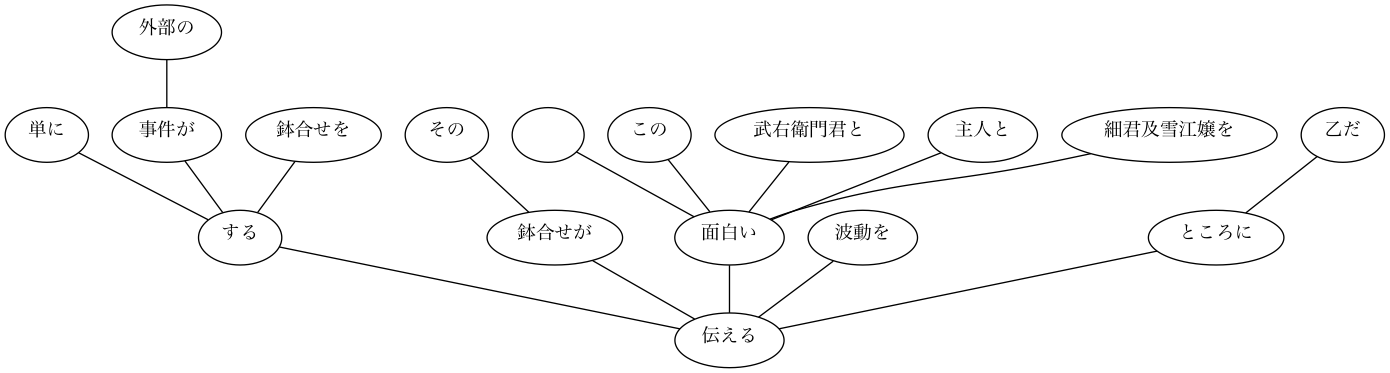 外部の
単に 事件が 鉢合せを その この 武右衛門君と 主人と 細君及雪江嬢を 乙だ
する 鉢合せが 面白い 波動を ところに
伝える